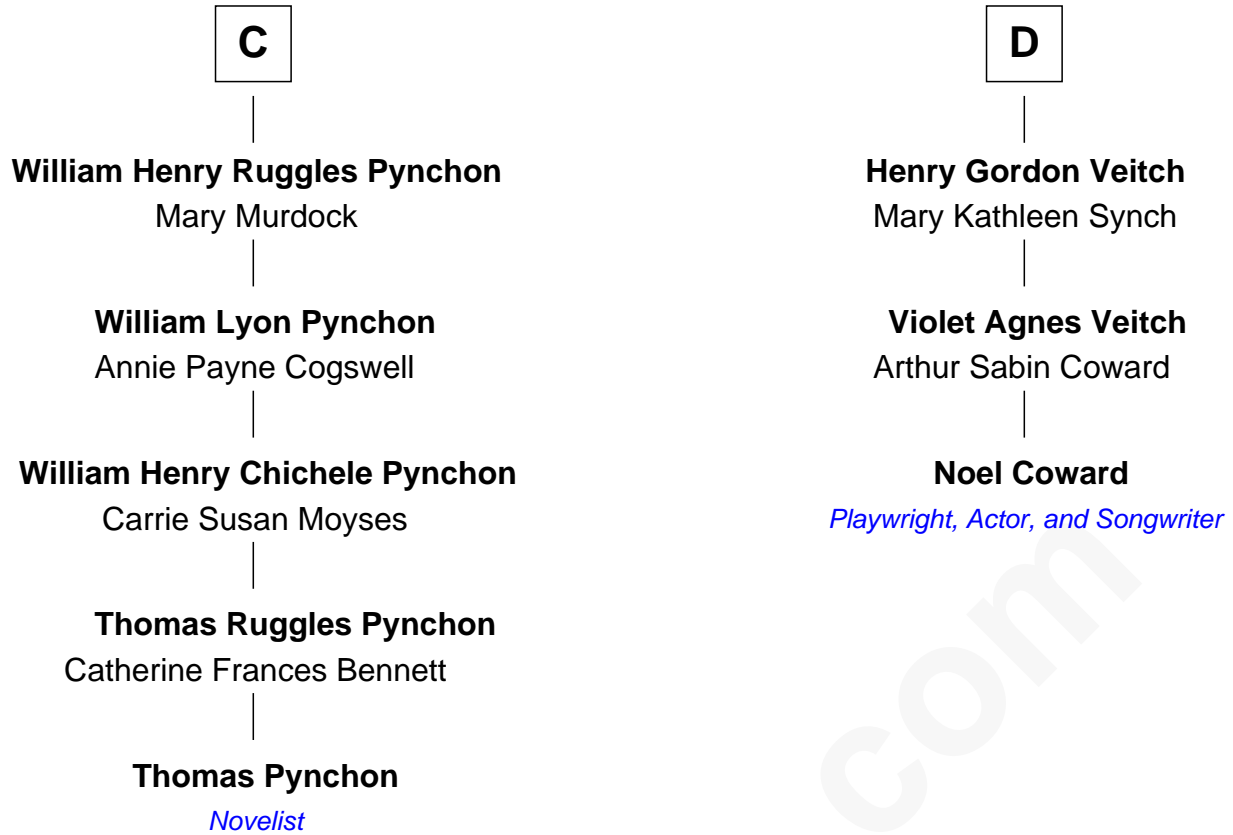 C
William Henry Ruggles Pynchon
Mary Murdock
William Lyon Pynchon
Annie Payne Cogswell
William Henry Chichele Pynchon
Carrie Susan Moyses
Thomas Ruggles Pynchon
Catherine Frances Bennett
Thomas Pynchon
Novelist
D
Henry Gordon Veitch
Mary Kathleen Synch
Violet Agnes Veitch
Arthur Sabin Coward
Noel Coward
Playwright, Actor, and Songwriter
com